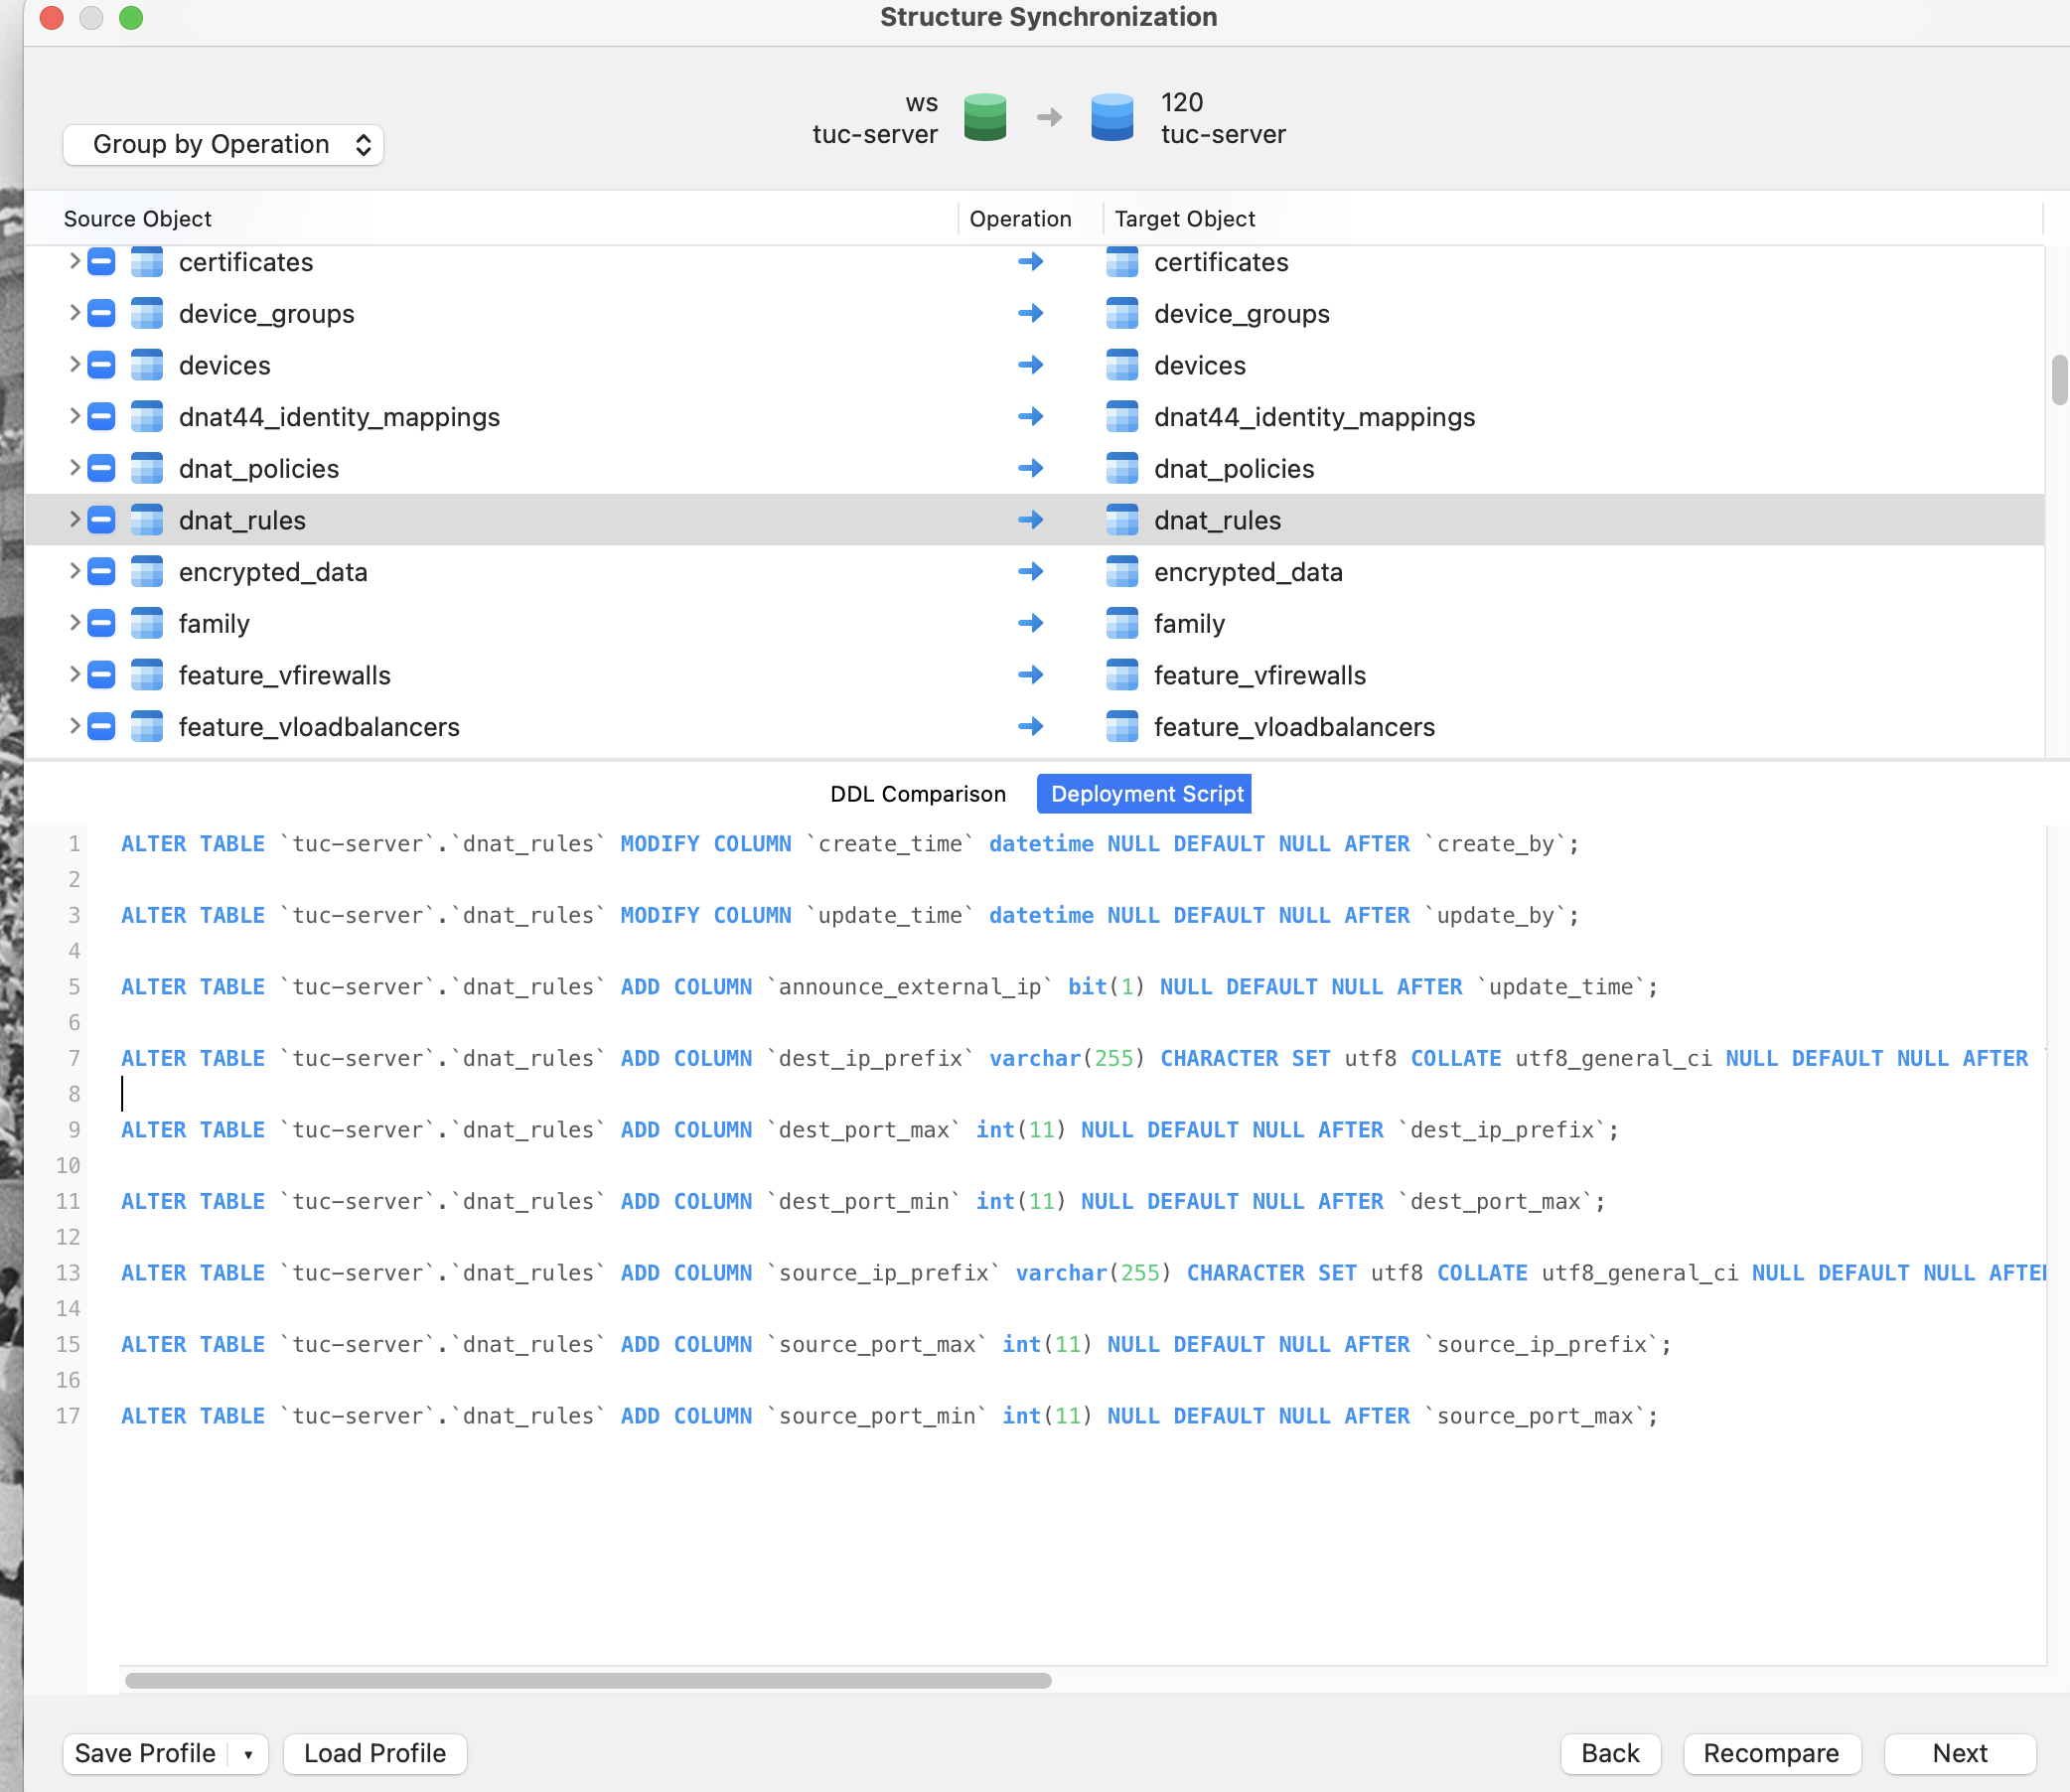 Structure Synchronization
ws
tuc-server
120
tuc-server
Group by Operation
Source Object Operation Target Object
certificates certificates
device_groups device_groups
devices devices
dnat44_identity_mappings dnat44_identity_mappings
dnat_policies dnat_policies
dnat_rules dnat_rules
encrypted_data encrypted_data
family family
feature_vfirewalls feature_vfirewalls
feature_vloadbalancers feature_vloadbalancers
DDL Comparison Deployment Script
1 ALTER TABLE `tuc-server`.`dnat_rules` MODIFY COLUMN `create_time` datetime NULL DEFAULT NULL AFTER `create_by`;
2
3 ALTER TABLE `tuc-server`.`dnat_rules` MODIFY COLUMN `update_time` datetime NULL DEFAULT NULL AFTER `update_by`;
4
5 ALTER TABLE `tuc-server`.`dnat_rules` ADD COLUMN `announce_external_ip` bit(1) NULL DEFAULT NULL AFTER `update_time`;
6
7 ALTER TABLE `tuc-server`.`dnat_rules` ADD COLUMN `dest_ip_prefix` varchar(255) CHARACTER SET utf8 COLLATE utf8_general_ci NULL DEFAULT NULL AFTER `
8
9 ALTER TABLE `tuc-server`.`dnat_rules` ADD COLUMN `dest_port_max` int(11) NULL DEFAULT NULL AFTER `dest_ip_prefix`;
10
11 ALTER TABLE `tuc-server`.`dnat_rules` ADD COLUMN `dest_port_min` int(11) NULL DEFAULT NULL AFTER `dest_port_max`;
12
13 ALTER TABLE `tuc-server`.`dnat_rules` ADD COLUMN `source_ip_prefix` varchar(255) CHARACTER SET utf8 COLLATE utf8_general_ci NULL DEFAULT NULL AFTER
14
15 ALTER TABLE `tuc-server`.`dnat_rules` ADD COLUMN `source_port_max` int(11) NULL DEFAULT NULL AFTER `source_ip_prefix`;
16
17 ALTER TABLE `tuc-server`.`dnat_rules` ADD COLUMN `source_port_min` int(11) NULL DEFAULT NULL AFTER `source_port_max`;
Save Profile Load Profile Back Recompare Next